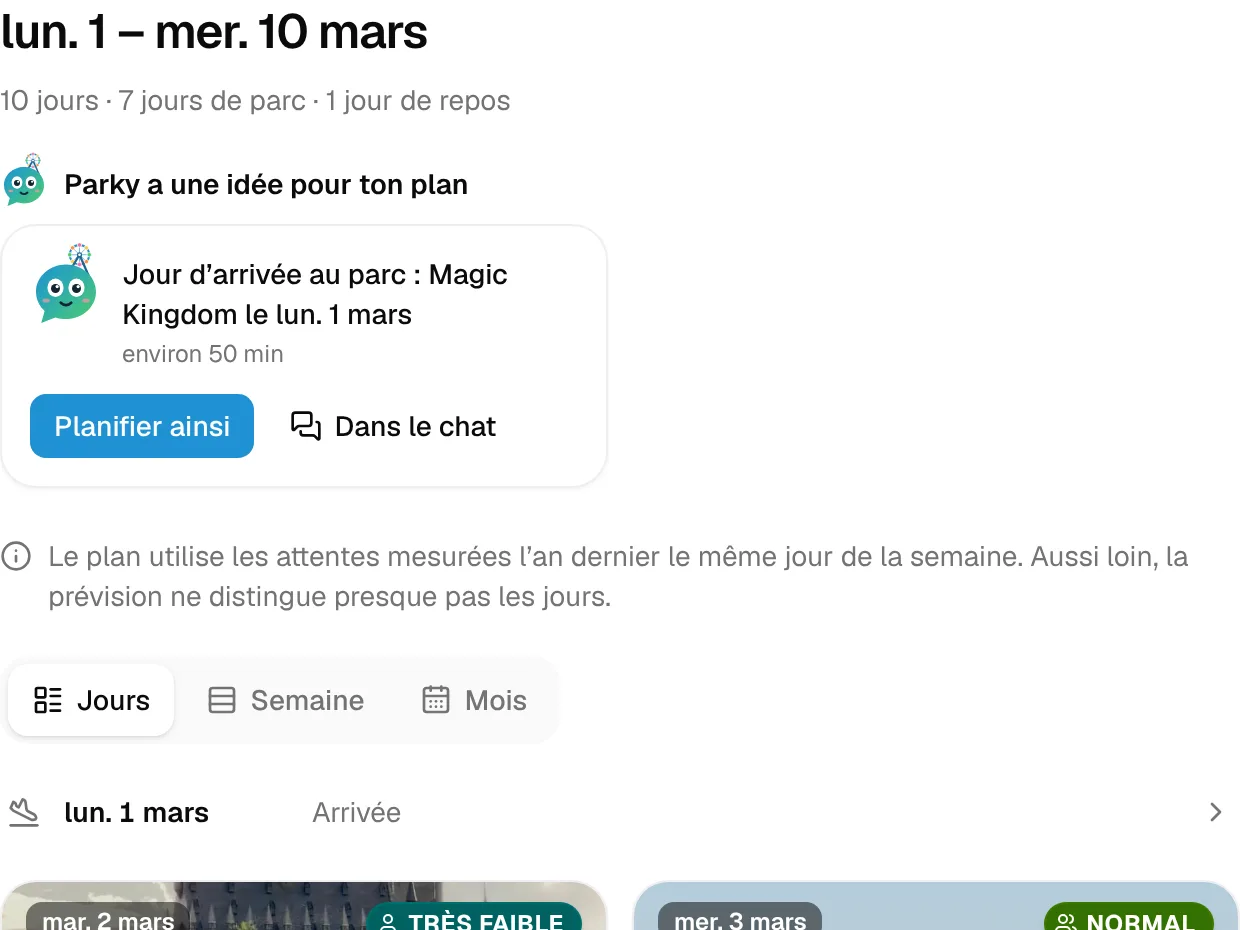 lun. 1 – mer. 10 mars
10 jours · 7 jours de parc · 1 jour de repos
Parky a une idée pour ton plan
Jour d’arrivée au parc : Magic
Kingdom le lun. 1 mars
environ 50 min
Planifier ainsi
Dans le chat
Le plan utilise les attentes mesurées l’an dernier le même jour de la semaine. Aussi loin, la
prévision ne distingue presque pas les jours.
Jours
Semaine
Mois
lun. 1 mars
Arrivée
mar. 2 mars
TRÈS FAIBLE
mer. 3 mars
NORMAL